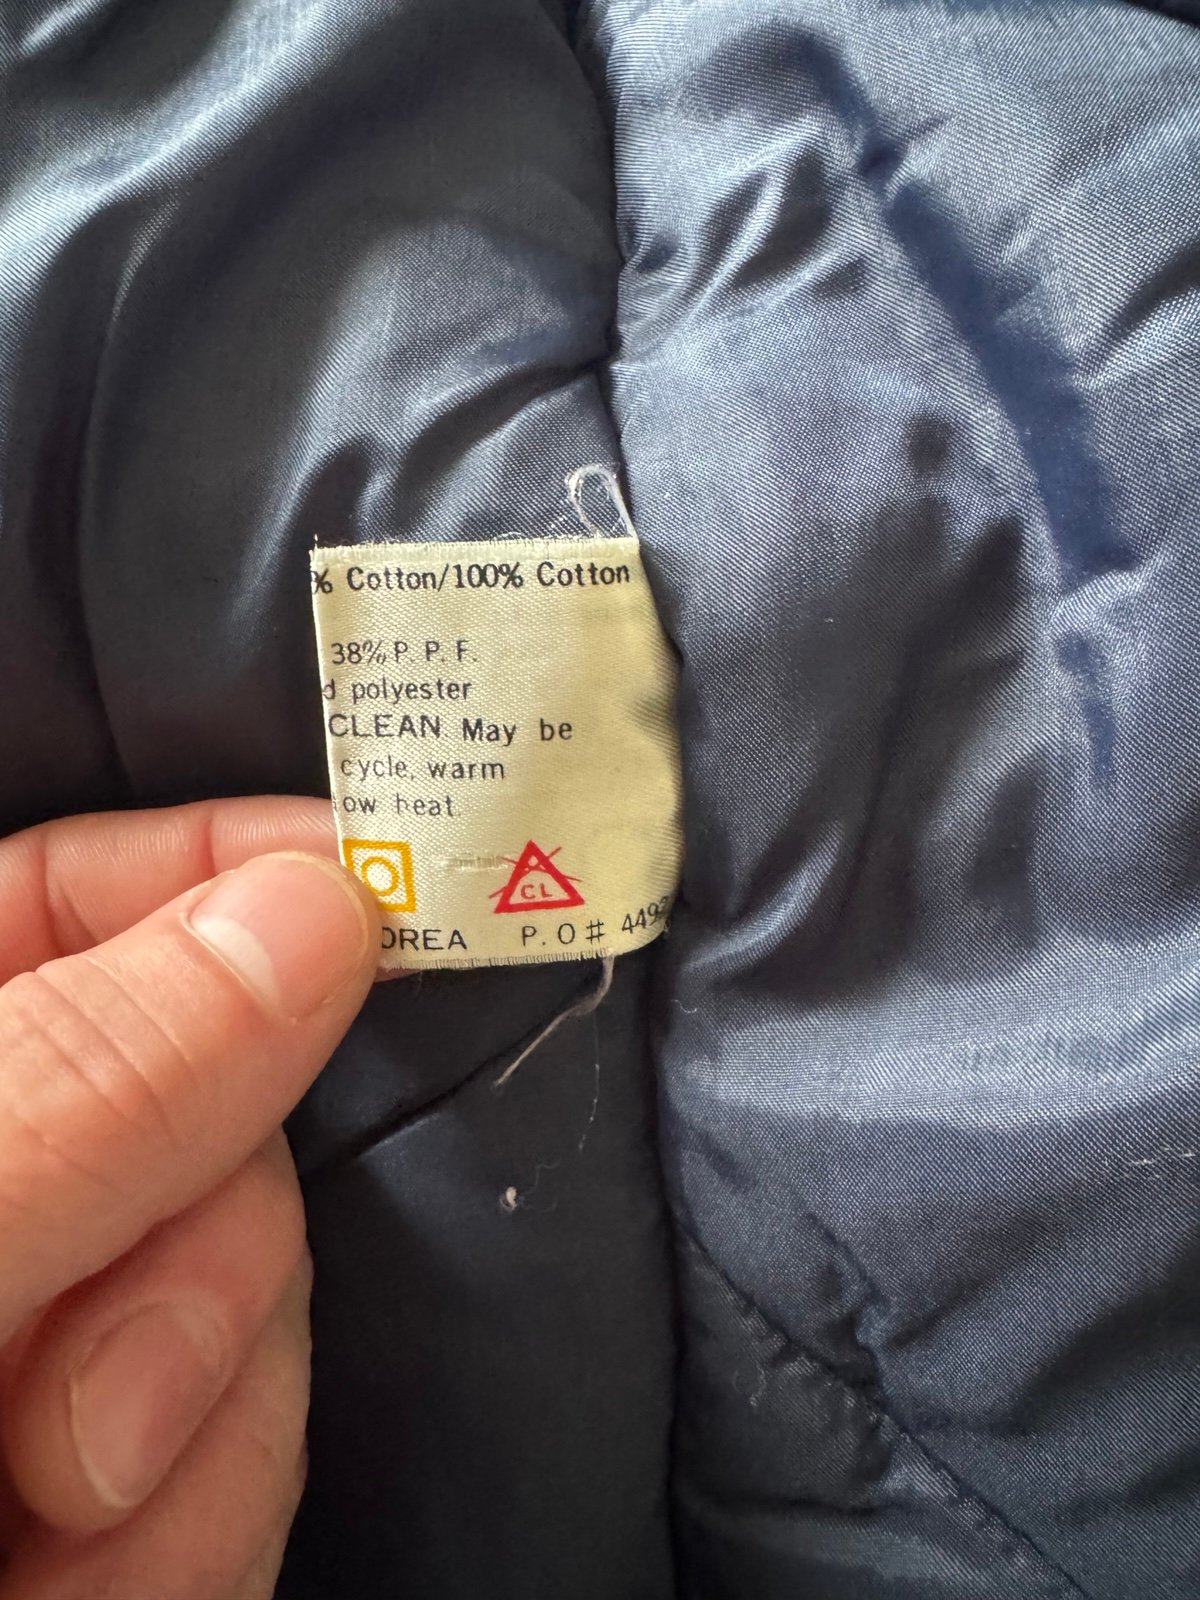 % Cotton/100% Cotton
38% P. P. F.
d polyester
CLEAN May be
cycle, warm
ow heat
CL
OREA P. O # 449